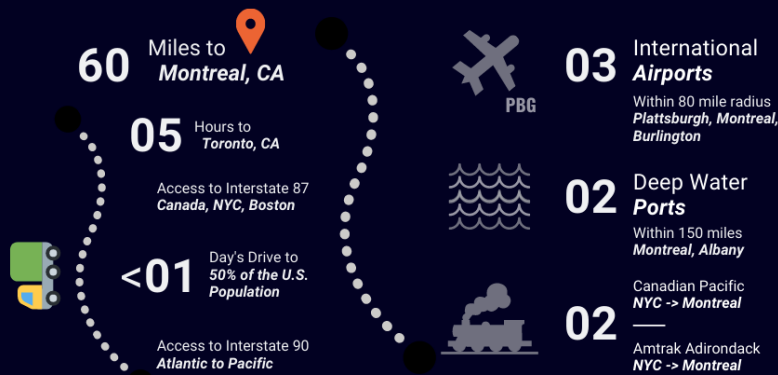 60
Miles to
Montreal, CA
05
Hours to
Toronto, CA
Access to Interstate 87
Canada, NYC, Boston
<01
Day's Drive to
50% of the U.S.
Population
Access to Interstate 90
Atlantic to Pacific
PBG
03
International
Airports
Within 80 mile radius
Plattsburgh, Montreal,
Burlington
02
Deep Water
Ports
Within 150 miles
Montreal, Albany
02
Canadian Pacific
NYC -> Montreal
Amtrak Adirondack
NYC -> Montreal